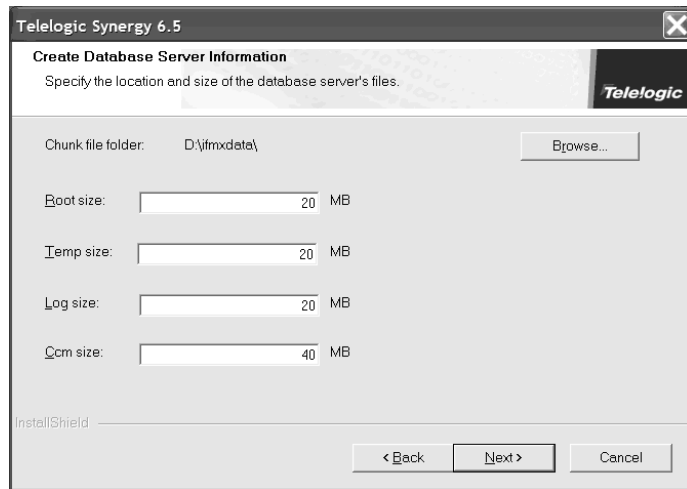 Telelogic Synergy 6.5
Create Database Server Information
Specify the location and size of the database server's files.
Telelogic
Chunk file folder: D:\ifmxdata\ Browse...
Root size: 20 MB
Temp size: 20 MB
Log size: 20 MB
Ccm size: 40 MB
InstallShield
< Back Next > Cancel